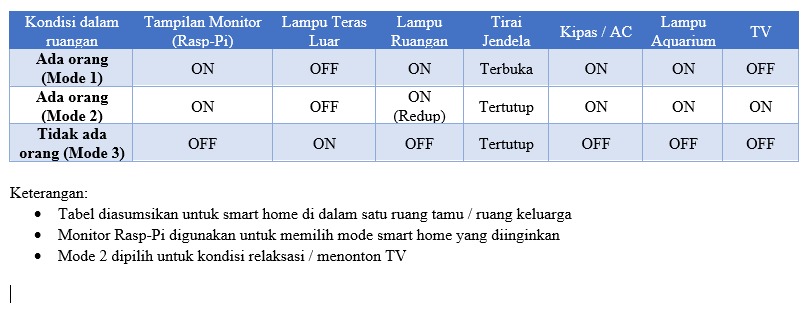 Kondisi dalam ruangan | Tampilan Monitor (Rasp-Pi) | Lampu Teras Luar | Lampu Ruangan | Tirai Jendela | Kipas / AC | Lampu Aquarium | TV
Ada orang (Mode 1) | ON | OFF | ON | Terbuka | ON | ON | OFF
Ada orang (Mode 2) | ON | OFF | ON (Redup) | Tertutup | ON | ON | ON
Tidak ada orang (Mode 3) | OFF | ON | OFF | Tertutup | OFF | OFF | OFF
Keterangan:
• Tabel diasumsikan untuk smart home di dalam satu ruang tamu / ruang keluarga
• Monitor Rasp-Pi digunakan untuk memilih mode smart home yang diinginkan
• Mode 2 dipilih untuk kondisi relaksasi / menonton TV